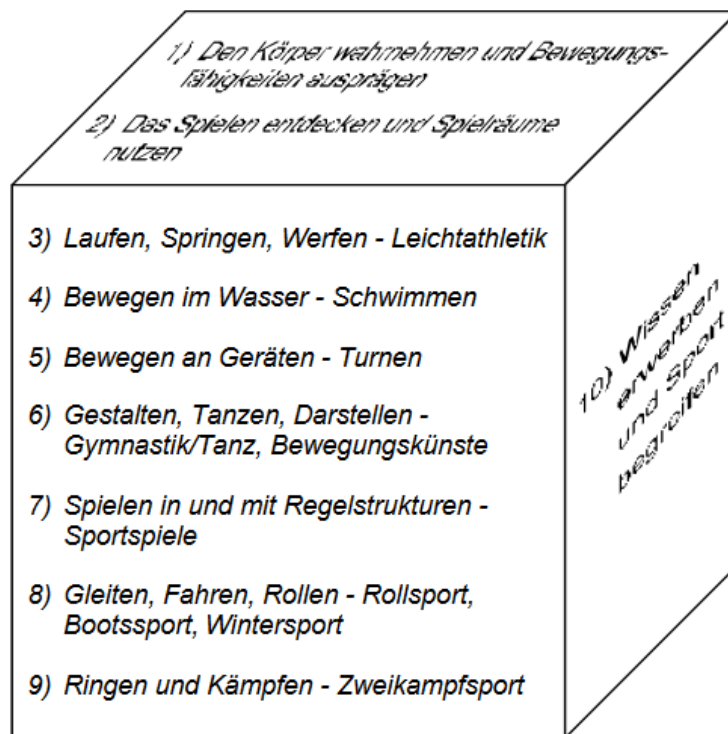 1) Den Körper wahrnehmen und Bewegungs-
fähigkeiten ausprägen
2) Das Spielen entdecken und Spielräume
nutzen
3) Laufen, Springen, Werfen - Leichtathletik
4) Bewegen im Wasser - Schwimmen
5) Bewegen an Geräten - Turnen
6) Gestalten, Tanzen, Darstellen -
Gymnastik/Tanz, Bewegungskünste
7) Spielen in und mit Regelstrukturen -
Sportspiele
8) Gleiten, Fahren, Rollen - Rollsport,
Bootssport, Wintersport
9) Ringen und Kämpfen - Zweikampfsport
10) Wissen
erwerben
und Sport
begreifen